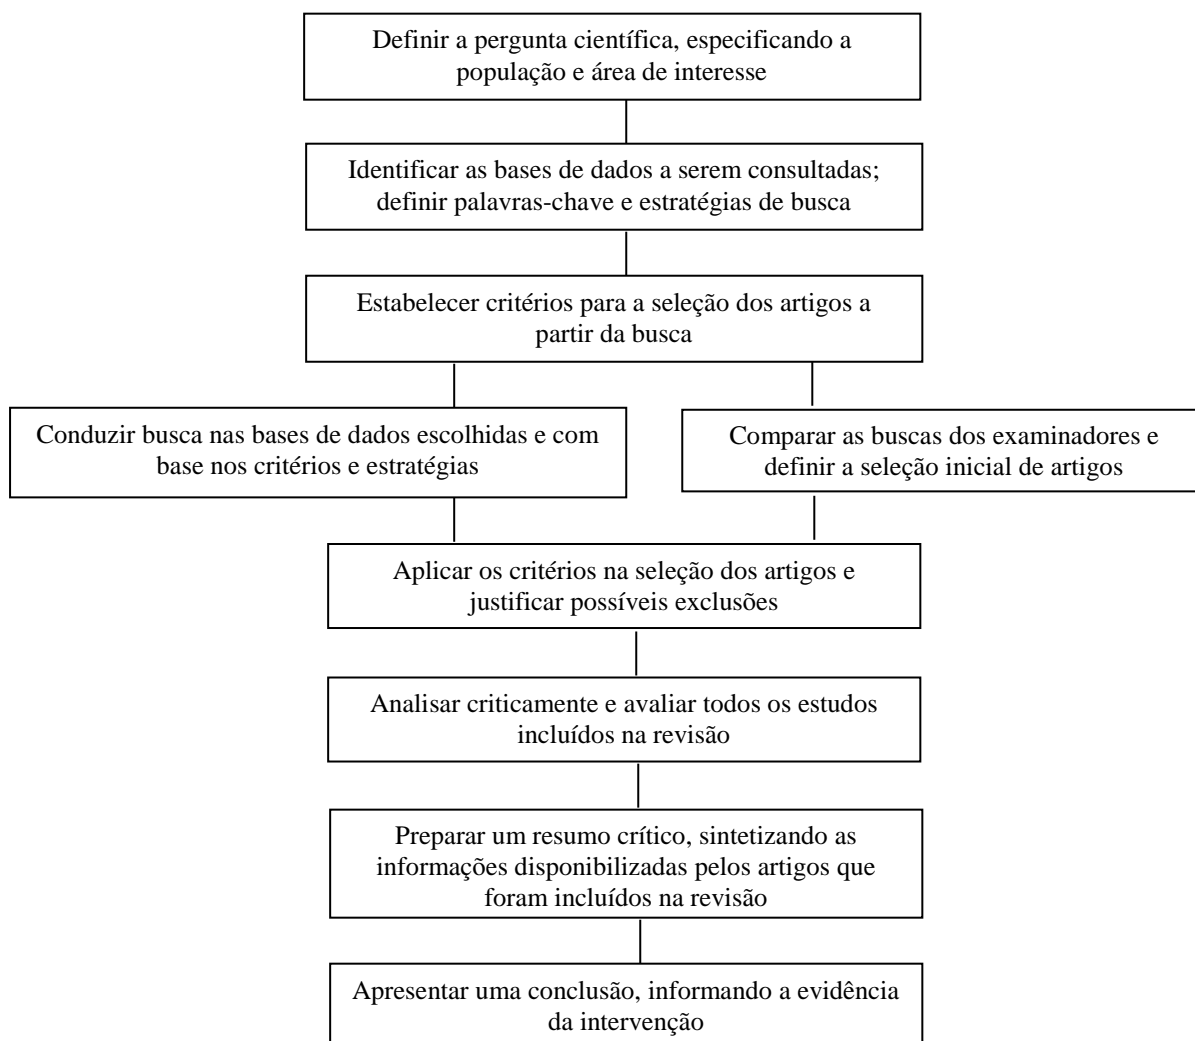 Definir a pergunta científica, especificando a
população e área de interesse
Identificar as bases de dados a serem consultadas;
definir palavras-chave e estratégias de busca
Estabelecer critérios para a seleção dos artigos a
partir da busca
Conduzir busca nas bases de dados escolhidas e com
base nos critérios e estratégias
Comparar as buscas dos examinadores e
definir a seleção inicial de artigos
Aplicar os critérios na seleção dos artigos e
justificar possíveis exclusões
Analisar criticamente e avaliar todos os estudos
incluídos na revisão
Preparar um resumo crítico, sintetizando as
informações disponibilizadas pelos artigos que
foram incluídos na revisão
Apresentar uma conclusão, informando a evidência
da intervenção